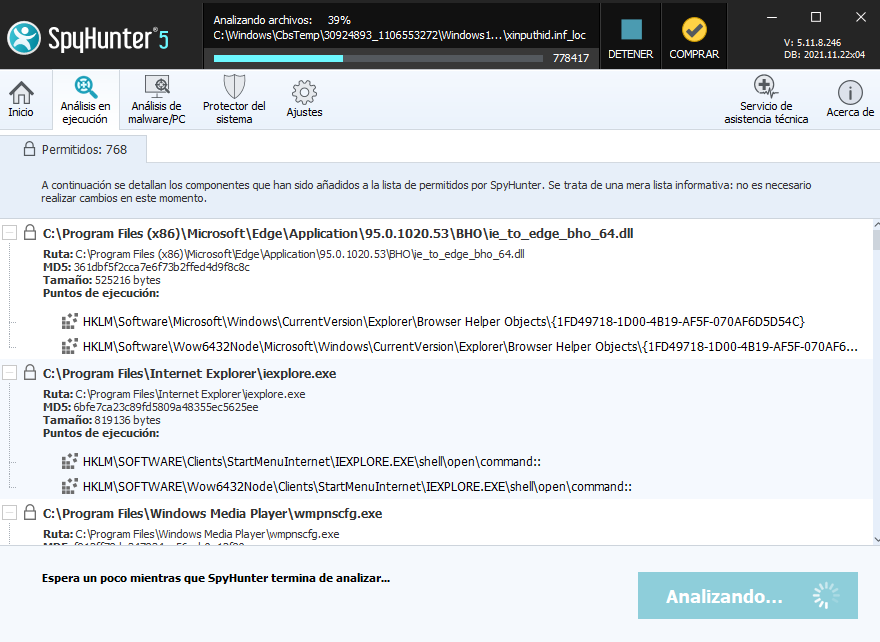 SpyHunter® 5
Analizando archivos: 39%
C:\Windows\CbsTemp\30924893_1106553272\Windows1...\xinputhid.inf_loc
778417
DETENER
COMPRAR
V: 5.11.8.246
DB: 2021.11.22x04
Inicio
Análisis en
ejecución
Análisis de
malware/PC
Protector del
sistema
Ajustes
Servicio de
asistencia técnica
Acerca de
Permitidos: 768
A continuación se detallan los componentes que han sido añadidos a la lista de permitidos por SpyHunter. Se trata de una mera lista informativa: no es necesario
realizar cambios en este momento.
C:\Program Files (x86)\Microsoft\Edge\Application\95.0.1020.53\BHO\ie_to_edge_bho_64.dll
Ruta: C:\Program Files (x86)\Microsoft\Edge\Application\95.0.1020.53\BHO\ie_to_edge_bho_64.dll
MD5: 361dbf5f2cca7e6f73b2ffed4d9f8c8c
Tamaño: 525216 bytes
Puntos de ejecución:
HKLM\Software\Microsoft\Windows\CurrentVersion\Explorer\Browser Helper Objects\{1FD49718-1D00-4B19-AF5F-070AF6D5D54C}
HKLM\Software\Wow6432Node\Microsoft\Windows\CurrentVersion\Explorer\Browser Helper Objects\{1FD49718-1D00-4B19-AF5F-070AF6...
C:\Program Files\Internet Explorer\iexplore.exe
Ruta: C:\Program Files\Internet Explorer\iexplore.exe
MD5: 6bfe7ca23c89fd5809a48355ec5625ee
Tamaño: 819136 bytes
Puntos de ejecución:
HKLM\SOFTWARE\Clients\StartMenuInternet\IEXPLORE.EXE\shell\open\command::
HKLM\SOFTWARE\Wow6432Node\Clients\StartMenuInternet\IEXPLORE.EXE\shell\open\command::
C:\Program Files\Windows Media Player\wmpnscfg.exe
Ruta: C:\Program Files\Windows Media Player\wmpnscfg.exe
Espera un poco mientras que SpyHunter termina de analizar...
Analizando...